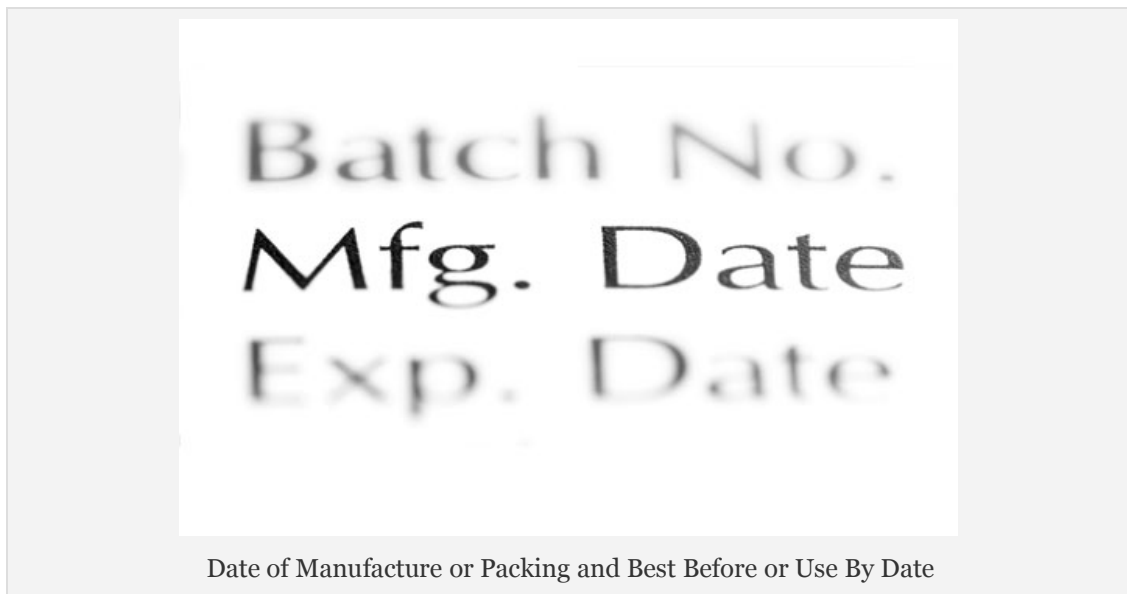 Batch No.
Mfg. Date
Exp. Date
Date of Manufacture or Packing and Best Before or Use By Date